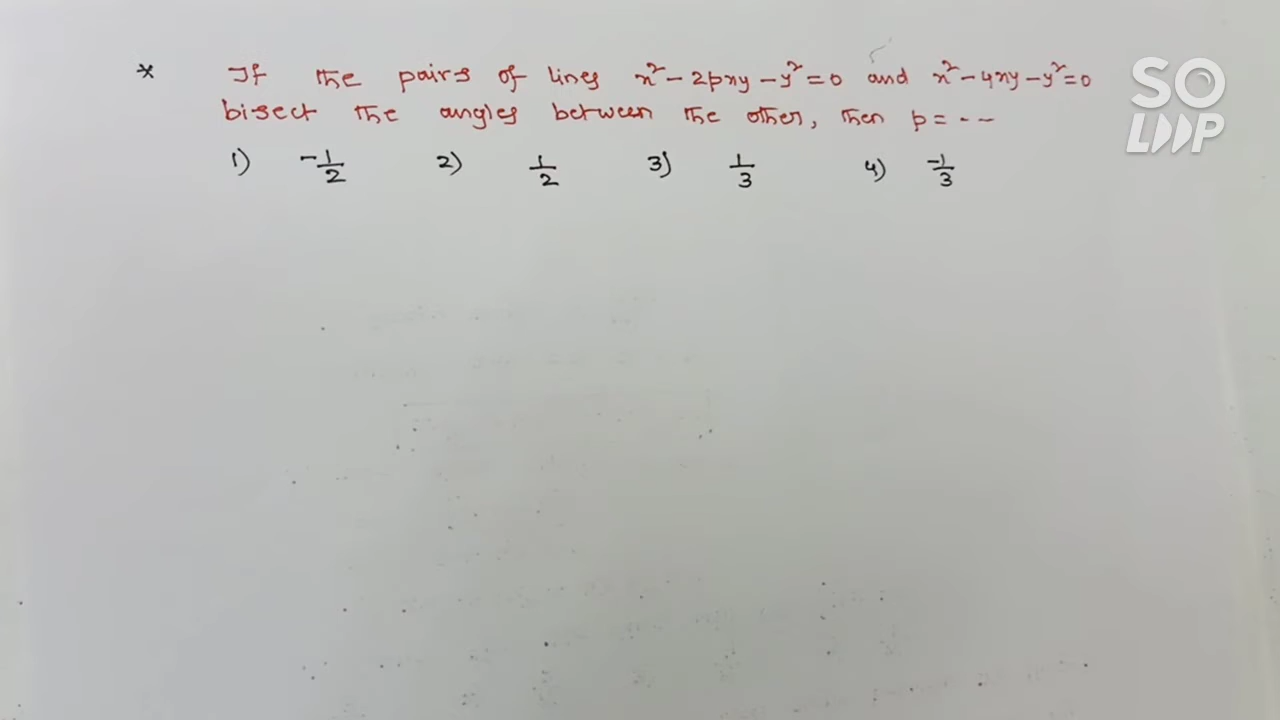 * If the pairs of lines x² - 2pxy - y² = 0 and x² - 4xy - y² = 0
bisect the angles between the other, then p = - - -
1) -1/2 2) 1/2 3) 1/3 4) -1/3
SO
LOOP